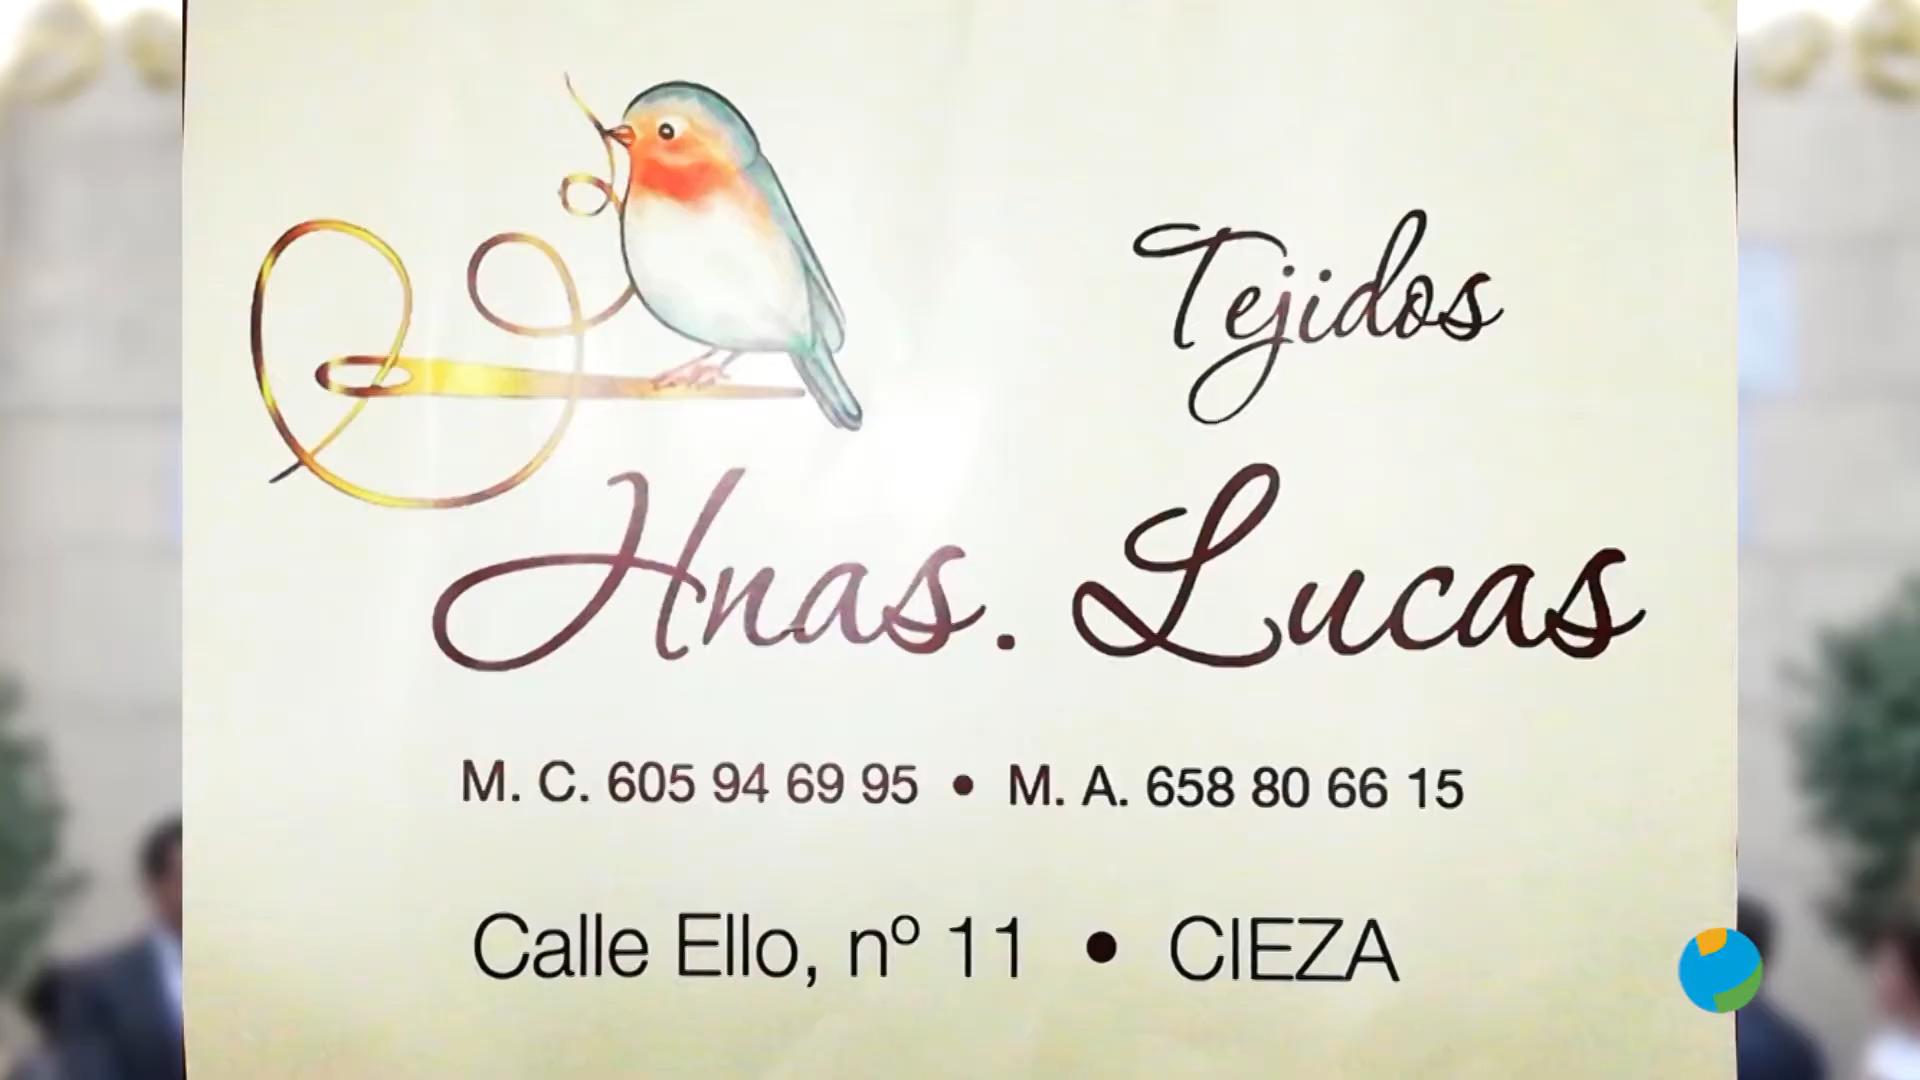 Tejidos
Hnas. Lucas
M. C. 605 94 69 95 • M. A. 658 80 66 15
Calle Ello, nº 11 • CIEZA